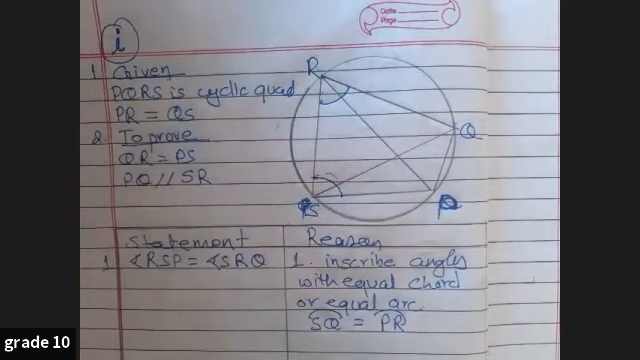 Date
Page
i
1 Given
PQRS is cyclic quad
PR = QS
2. To prove
QR = PS
PQ // SR
R
Q
S
P
Statement
Reason
1 ∢RSP = ∢SRQ
1. inscribe angles
with equal chord
or equal arc.
SQ = PR
grade 10